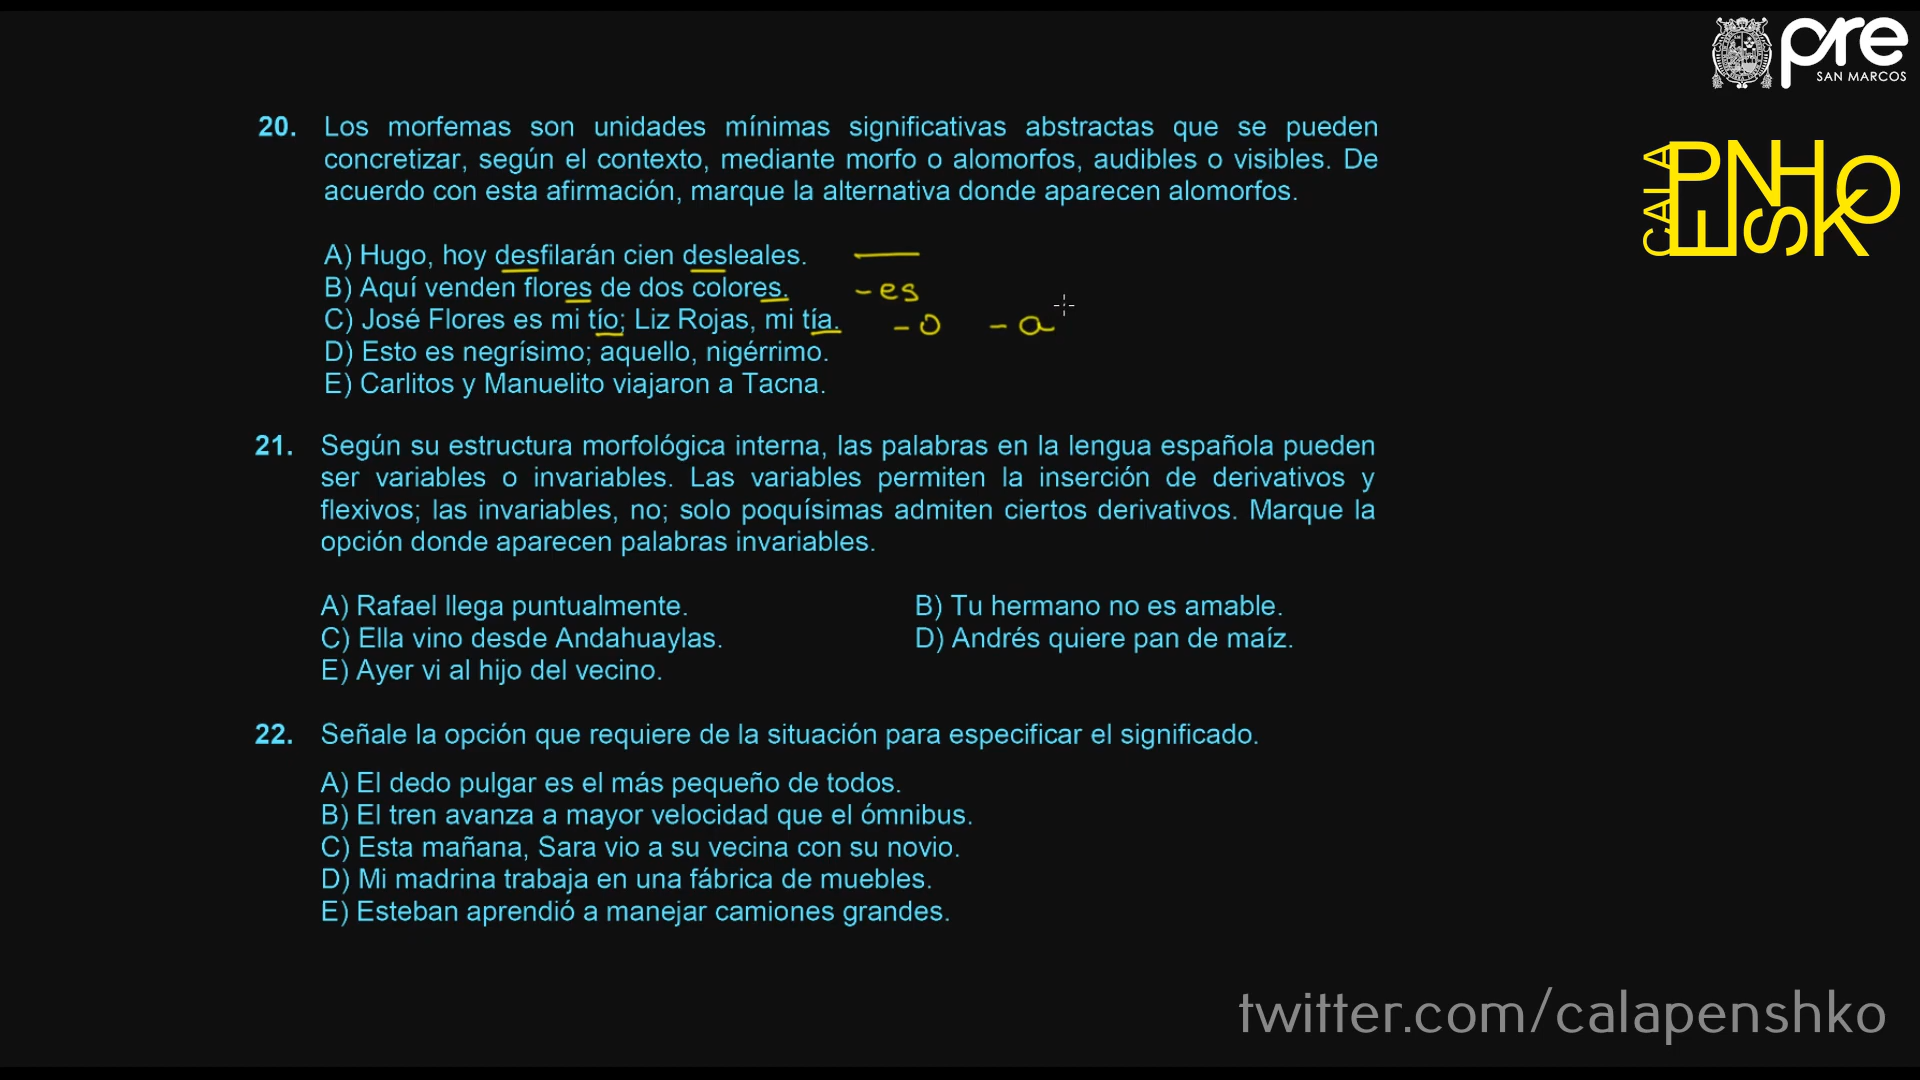 pre
SAN MARCOS
CALA
PENSHKO
20. Los morfemas son unidades mínimas significativas abstractas que se pueden
concretizar, según el contexto, mediante morfo o alomorfos, audibles o visibles. De
acuerdo con esta afirmación, marque la alternativa donde aparecen alomorfos.
A) Hugo, hoy desfilarán cien desleales.
B) Aquí venden flores de dos colores. -es
C) José Flores es mi tío; Liz Rojas, mi tía. -o -a
D) Esto es negrísimo; aquello, nigérrimo.
E) Carlitos y Manuelito viajaron a Tacna.
21. Según su estructura morfológica interna, las palabras en la lengua española pueden
ser variables o invariables. Las variables permiten la inserción de derivativos y
flexivos; las invariables, no; solo poquísimas admiten ciertos derivativos. Marque la
opción donde aparecen palabras invariables.
A) Rafael llega puntualmente. B) Tu hermano no es amable.
C) Ella vino desde Andahuaylas. D) Andrés quiere pan de maíz.
E) Ayer vi al hijo del vecino.
22. Señale la opción que requiere de la situación para especificar el significado.
A) El dedo pulgar es el más pequeño de todos.
B) El tren avanza a mayor velocidad que el ómnibus.
C) Esta mañana, Sara vio a su vecina con su novio.
D) Mi madrina trabaja en una fábrica de muebles.
E) Esteban aprendió a manejar camiones grandes.
twitter.com/calapenshko